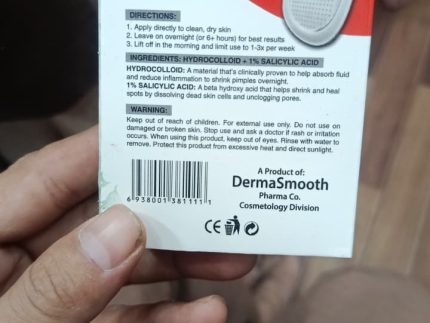 DIRECTIONS:
1. Apply directly to clean, dry skin
2. Leave on overnight (or 6+ hours) for best results
3. Lift off in the morning and limit use to 1-3x per week
INGREDIENTS: HYDROCOLLOID + 1% SALICYLIC ACID
HYDROCOLLOID: A material that's clinically proven to help absorb fluid
and reduce inflammation to shrink pimples overnight.
1% SALICYLIC ACID: A beta hydroxy acid that helps shrink and heal
spots by dissolving dead skin cells and unclogging pores.
WARNING:
Keep out of reach of children. For external use only. Do not use on
damaged or broken skin. Stop use and ask a doctor if rash or irritation
occurs. When using this product, keep out of eyes. Rinse with water to
remove. Protect this product from excessive heat and direct sunlight.
6 938001 381111 1
A Product of:
DermaSmooth
Pharma Co.
Cosmetology Division
CE